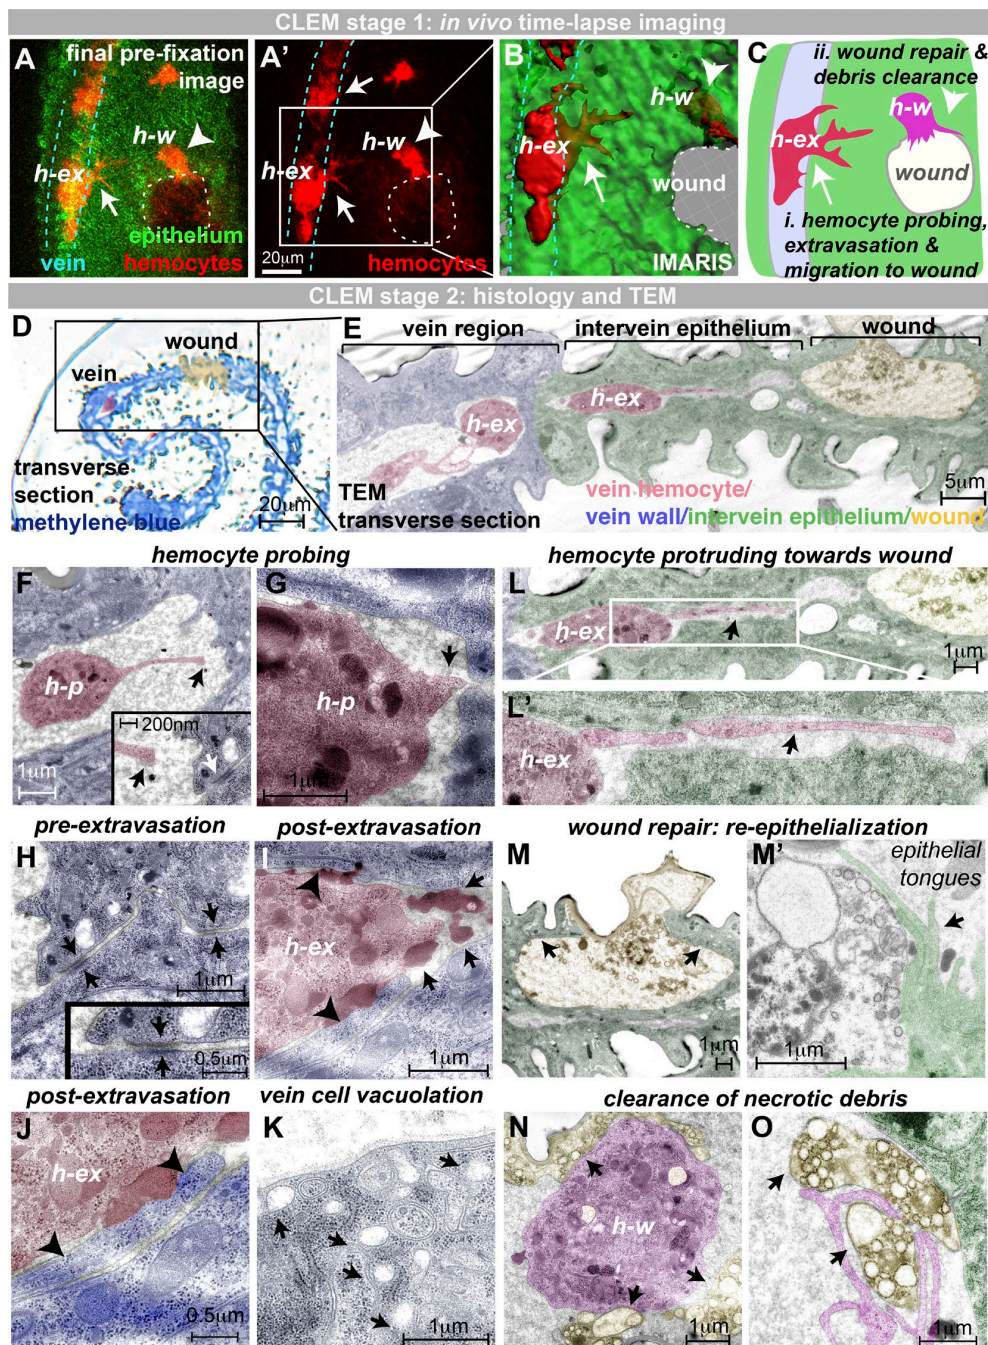 CLEM stage 1: in vivo time-lapse imaging
A
final pre-fixation
image
h-w
h-ex
epithelium
vein hemocytes
A'
h-w
h-ex
20μm
hemocytes
B
h-w
h-ex
wound
IMARIS
C
ii. wound repair &
debris clearance
h-w
h-ex
wound
i. hemocyte probing,
extravasation &
migration to wound
CLEM stage 2: histology and TEM
D
wound
vein
transverse
section
methylene blue
20μm
E
vein region
intervein epithelium
wound
h-ex
h-ex
TEM
transverse section
vein hemocyte/
vein wall/intervein epithelium/wound
5μm
hemocyte probing
F
h-p
200nm
1μm
G
h-p
1μm
hemocyte protruding towards wound
L
h-ex
1μm
L'
h-ex
1μm
pre-extravasation
H
1μm
0.5μm
post-extravasation
I
h-ex
1μm
wound repair: re-epithelialization
M
1μm
M'
epithelial
tongues
1μm
post-extravasation
J
h-ex
0.5μm
vein cell vacuolation
K
1μm
clearance of necrotic debris
N
h-w
1μm
O
1μm